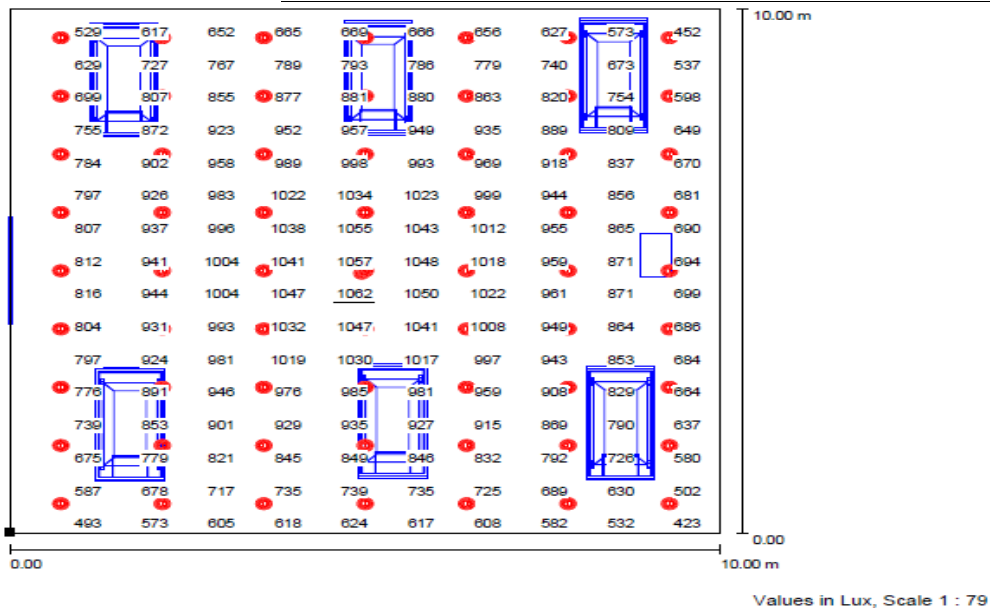 10.00 m
529 617 652 665 669 666 656 627 573 452
629 727 767 789 793 786 779 740 673 537
699 807 855 877 881 880 863 820 754 598
755 872 923 952 957 949 935 889 809 649
784 902 958 989 998 993 969 918 837 670
797 926 983 1022 1034 1023 999 944 856 681
807 937 996 1038 1055 1043 1012 955 865 690
812 941 1004 1041 1057 1048 1018 959 871 694
816 944 1004 1047 1062 1050 1022 961 871 699
804 931 993 1032 1047 1041 1008 949 864 686
797 924 981 1019 1030 1017 997 943 853 684
776 891 946 976 985 981 959 908 829 664
739 853 901 929 935 927 915 869 790 637
675 779 821 845 849 846 832 792 726 580
587 678 717 735 739 735 725 689 630 502
493 573 605 618 624 617 608 582 532 423
0.00
0.00 10.00 m
Values in Lux, Scale 1 : 79